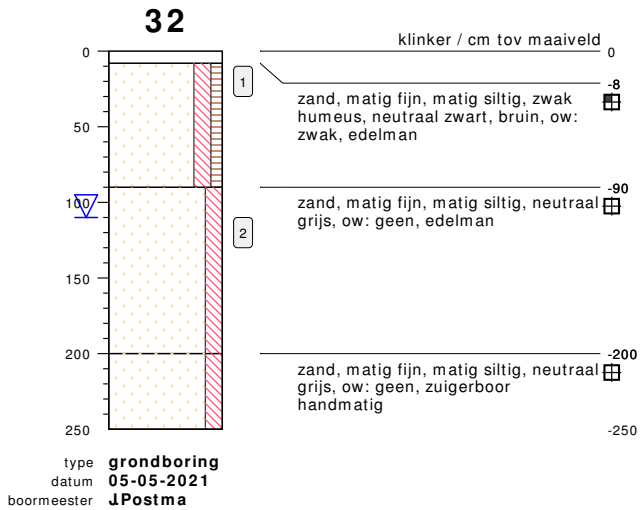 32
klinker / cm tov maaiveld
0
0
-8
1
zand, matig fijn, matig siltig, zwak
humeus, neutraal zwart, bruin, ow:
zwak, edelman
50
-90
100
zand, matig fijn, matig siltig, neutraal
grijs, ow: geen, edelman
2
150
200
-200
zand, matig fijn, matig siltig, neutraal
grijs, ow: geen, zuigerboor
handmatig
250
-250
type grondboring
datum 05-05-2021
boormeester J.Postma